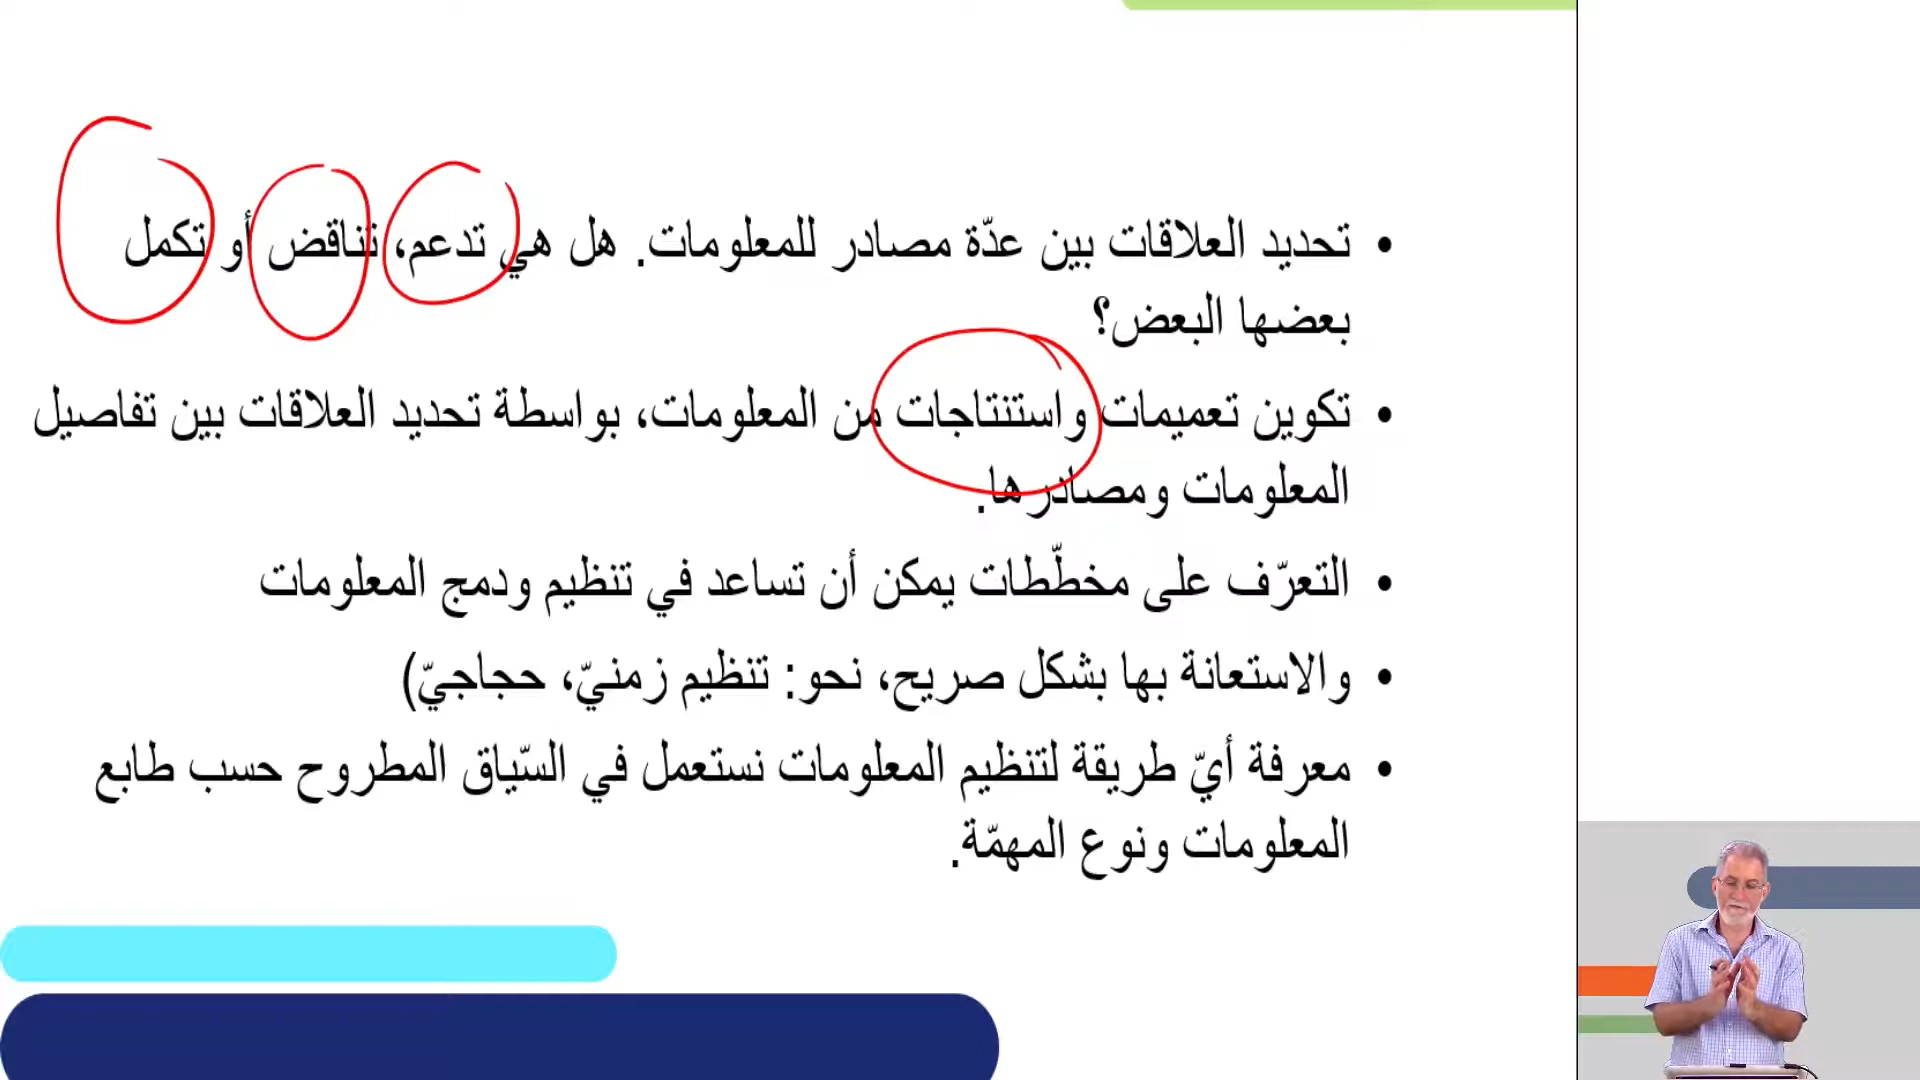 • تحديد العلاقات بين عدّة مصادر للمعلومات. هل هي تدعم، تناقض أو تكمل
بعضها البعض؟
• تكوين تعميمات واستنتاجات من المعلومات، بواسطة تحديد العلاقات بين تفاصيل
المعلومات ومصادرها.
• التعرّف على مخطّطات يمكن أن تساعد في تنظيم ودمج المعلومات
• والاستعانة بها بشكل صريح، نحو: تنظيم زمنيّ، حجاجيّ)
• معرفة أيّ طريقة لتنظيم المعلومات نستعمل في السّياق المطروح حسب طابع
المعلومات ونوع المهمّة.